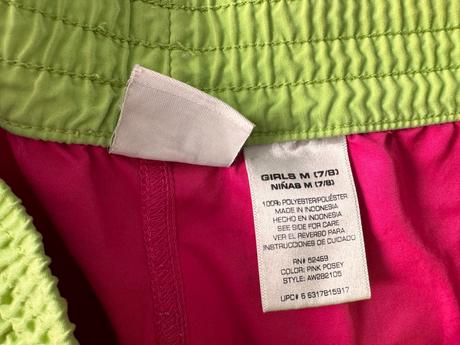 GIRLS M (7/8)
NIÑAS M (7/8)
100% POLYESTER/POLIÉSTER
MADE IN INDONESIA
HECHO EN INDONESIA
SEE SIDE FOR CARE
VER EL REVERSO PARA
INSTRUCCIONES DE CUIDADO
RN# 52469
COLOR: PINK POSEY
STYLE: AW282105
UPC# 6 6317815917